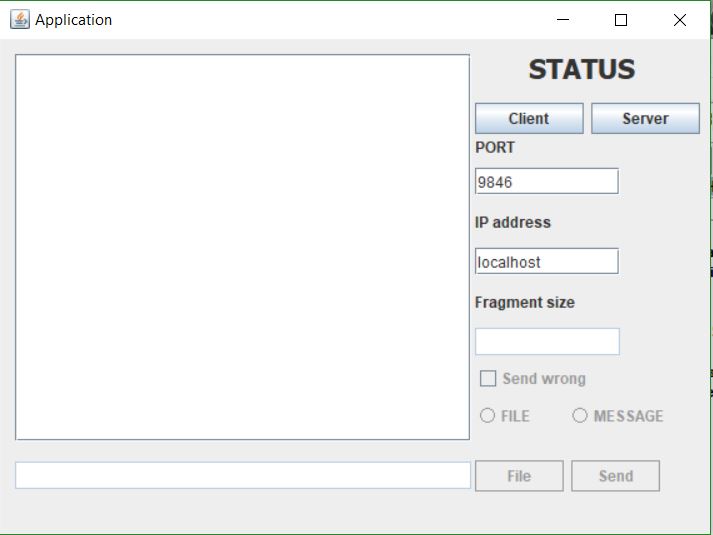 Application
STATUS
Client Server
PORT
9846
IP address
localhost
Fragment size
Send wrong
FILE MESSAGE
File Send